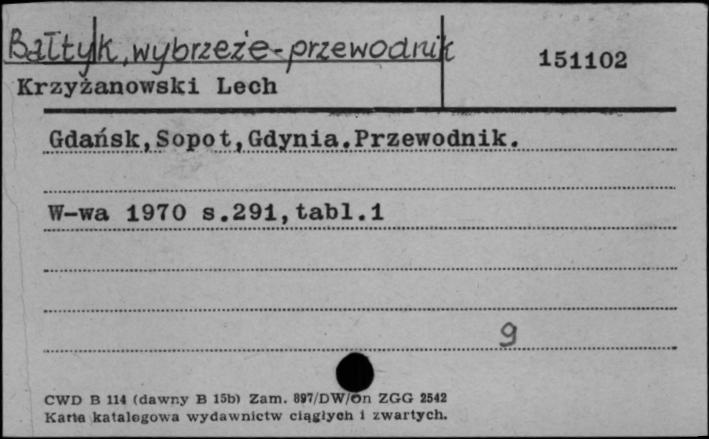 Bałtyk, wybrzeże - przewodnik
151102
Krzyżanowski Lech
Gdańsk,Sopot,Gdynia.Przewodnik.
W-wa 1970 s.291,tabl.1
9
CWD B 114 (dawny B 15b) Zam. 897/DW/On ZGG 2542
Karta katalogowa wydawnictw ciągłych i zwartych.